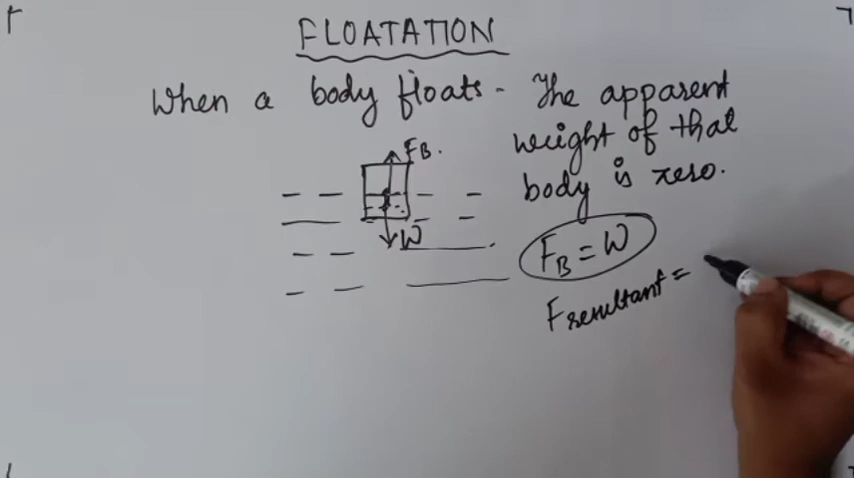 FLOATATION
When a body floats - The apparent
weight of that
body is zero.
FB.
W
FB = W
Fresultant =